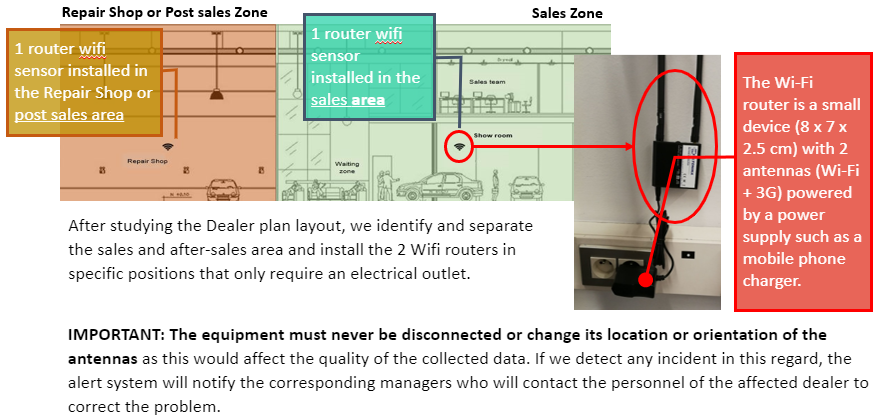 Repair Shop or Post sales Zone
Sales Zone
1 router wifi
sensor installed in
the Repair Shop or
post sales area
1 router wifi
sensor
installed in the
sales area
Sales team
Show room
Repair Shop
Waiting
zone
The Wi-Fi
router is a small
device (8 x 7 x
2.5 cm) with 2
antennas (Wi-Fi
+ 3G) powered
by a power
supply such as a
mobile phone
charger.
After studying the Dealer plan layout, we identify and separate
the sales and after-sales area and install the 2 Wifi routers in
specific positions that only require an electrical outlet.
IMPORTANT: The equipment must never be disconnected or change its location or orientation of the
antennas as this would affect the quality of the collected data. If we detect any incident in this regard, the
alert system will notify the corresponding managers who will contact the personnel of the affected dealer to
correct the problem.